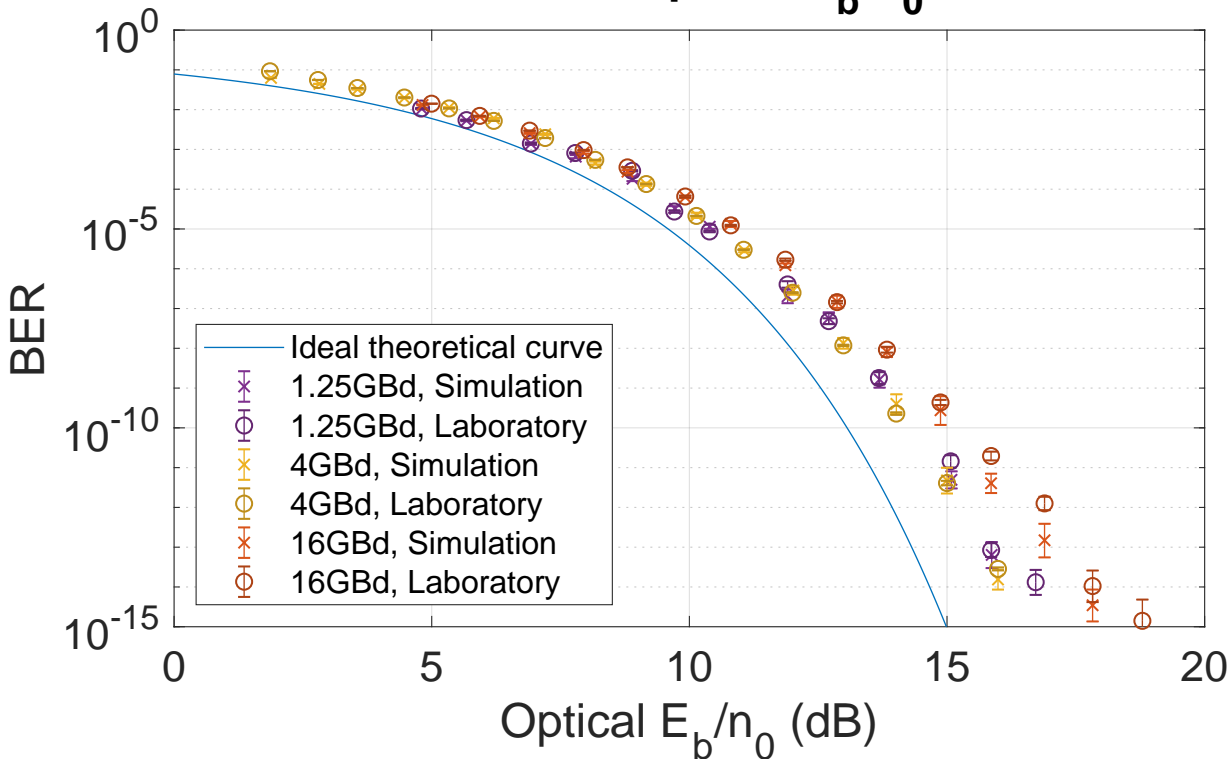 b 0
10^0
10^-5
10^-10
10^-15
BER
Ideal theoretical curve
1.25GBd, Simulation
1.25GBd, Laboratory
4GBd, Simulation
4GBd, Laboratory
16GBd, Simulation
16GBd, Laboratory
0 5 10 15 20
Optical E_b/n_0 (dB)